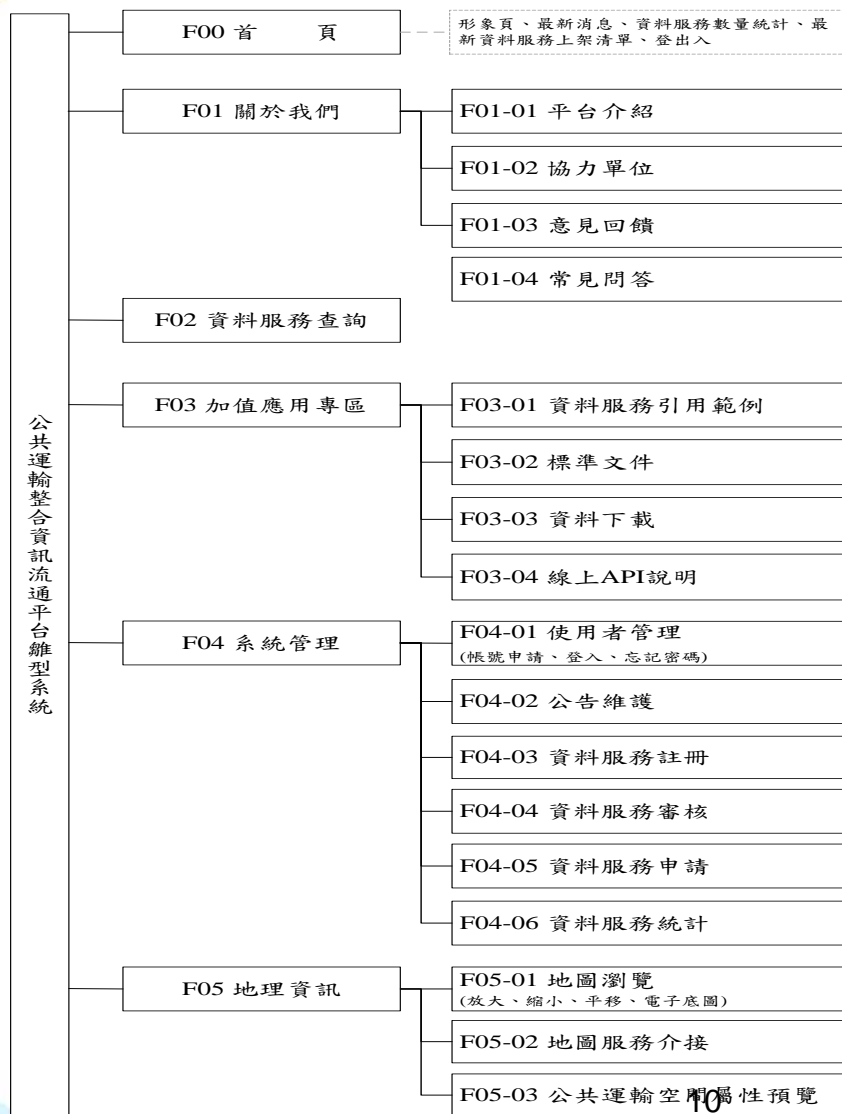 公共運輸整合資訊流通平台雛型系統
F00 首　　頁
形象頁、最新消息、資料服務數量統計、最
新資料服務上架清單、登出入
F01 關於我們
F01-01 平台介紹
F01-02 協力單位
F01-03 意見回饋
F01-04 常見問答
F02 資料服務查詢
F03 加值應用專區
F03-01 資料服務引用範例
F03-02 標準文件
F03-03 資料下載
F03-04 線上API說明
F04 系統管理
F04-01 使用者管理
(帳號申請、登入、忘記密碼)
F04-02 公告維護
F04-03 資料服務註冊
F04-04 資料服務審核
F04-05 資料服務申請
F04-06 資料服務統計
F05 地理資訊
F05-01 地圖瀏覽
(放大、縮小、平移、電子底圖)
F05-02 地圖服務介接
F05-03 公共運輸空間屬性預覽
10